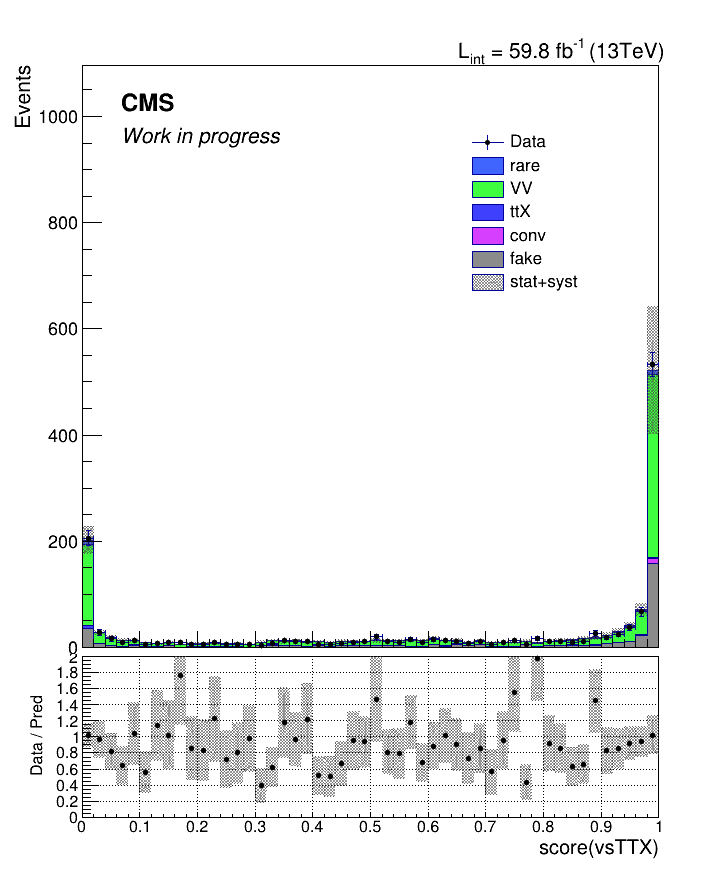 L_int = 59.8 fb^-1 (13TeV)
Events
CMS
Work in progress
Data
rare
VV
ttX
conv
fake
stat+syst
1000
800
600
400
200
0
Data / Pred
2
1.8
1.6
1.4
1.2
1
0.8
0.6
0.4
0.2
0
0 0.1 0.2 0.3 0.4 0.5 0.6 0.7 0.8 0.9 1
score(vsTTX)